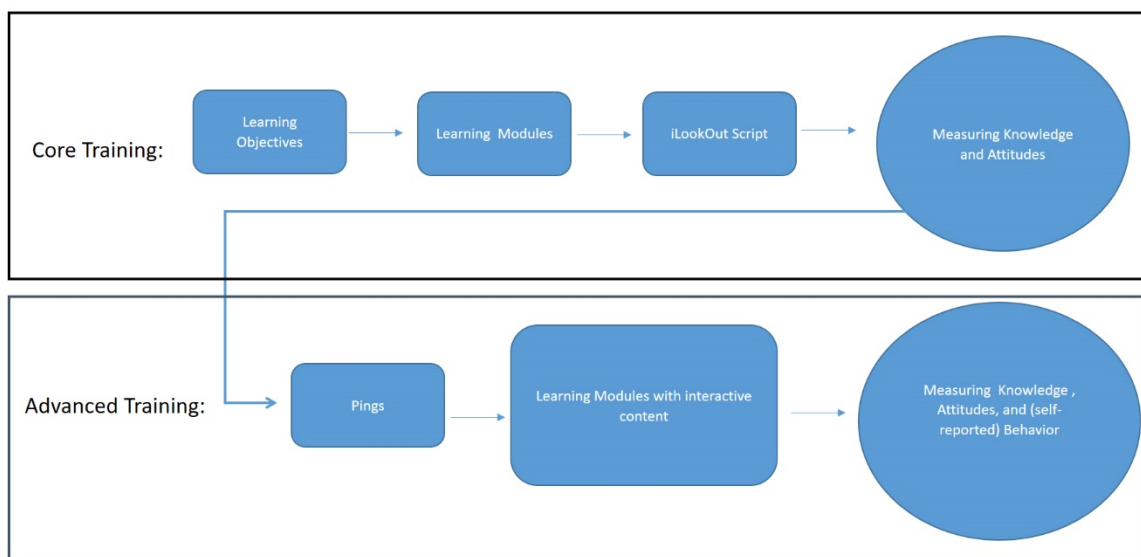 Core Training:
Learning
Objectives
Learning Modules
iLookOut Script
Measuring Knowledge
and Attitudes
Advanced Training:
Pings
Learning Modules with interactive
content
Measuring Knowledge ,
Attitudes, and (self-
reported) Behavior